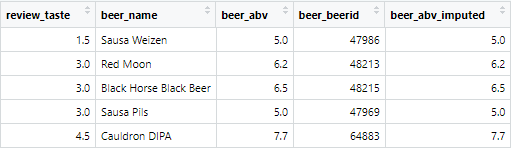 review_taste beer_name beer_abv beer_beerid beer_abv_imputed
1.5 Sausa Weizen 5.0 47986 5.0
3.0 Red Moon 6.2 48213 6.2
3.0 Black Horse Black Beer 6.5 48215 6.5
3.0 Sausa Pils 5.0 47969 5.0
4.5 Cauldron DIPA 7.7 64883 7.7